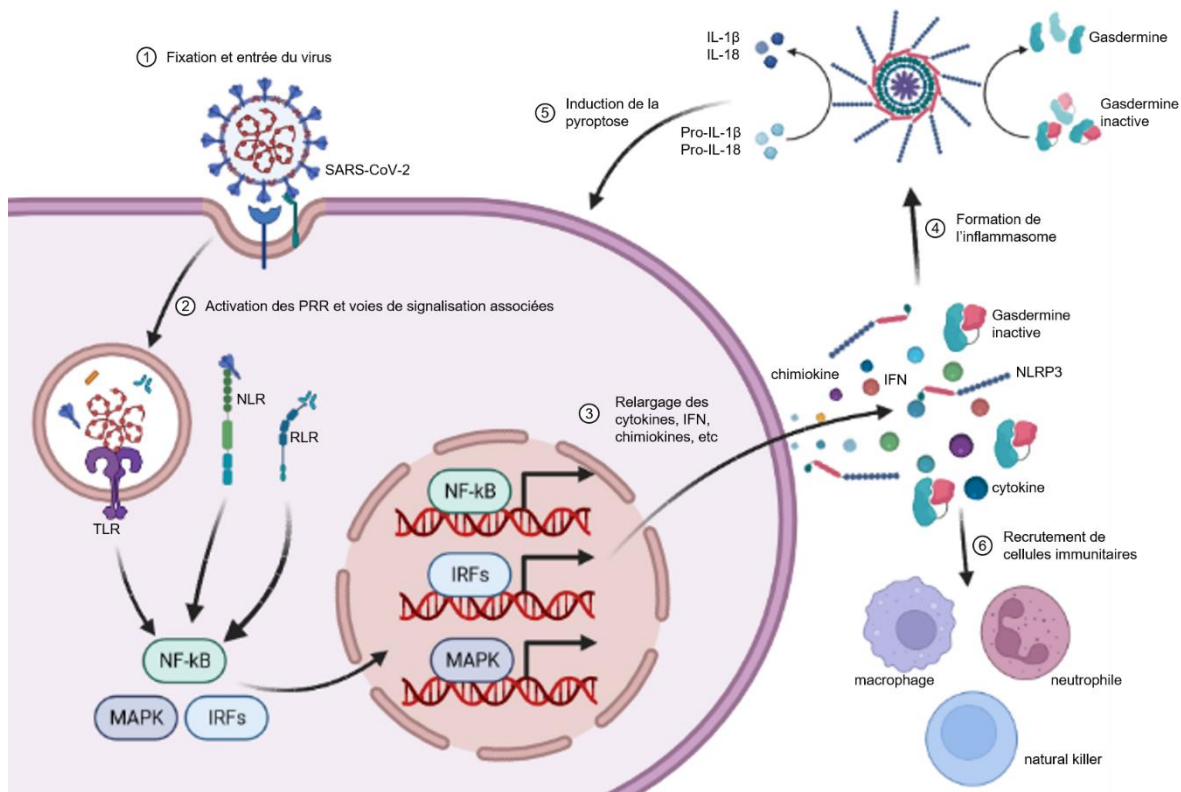 ① Fixation et entrée du virus
SARS-CoV-2
② Activation des PRR et voies de signalisation associées
NLR
RLR
TLR
NF-kB
MAPK
IRFs
NF-kB
IRFs
MAPK
③ Relargage des
cytokines, IFN,
chimiokines, etc
chimiokine
IFN
Gasdermine
inactive
NLRP3
cytokine
④ Formation de
l'inflammasome
IL-1β
IL-18
Pro-IL-1β
Pro-IL-18
Gasdermine
Gasdermine
inactive
⑤ Induction de la
pyroptose
⑥ Recrutement de
cellules immunitaires
macrophage
neutrophile
natural killer